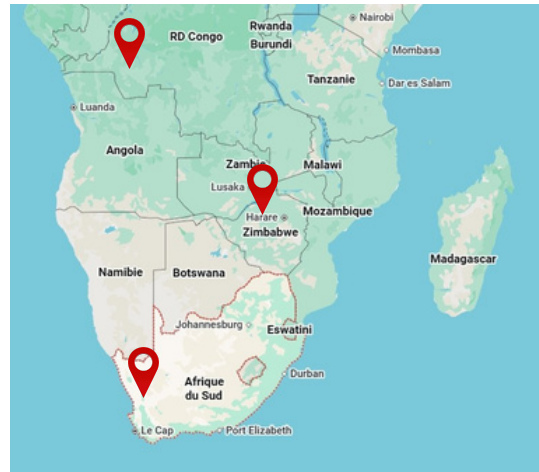 Nairobi
Rwanda
RD Congo
Burundi
Mombasa
Tanzanie
Dar es Salam
Luanda
Angola
Zambie
Malawi
Lusaka
Harare
Mozambique
Zimbabwe
Madagascar
Namibie
Botswana
Johannesburg
Eswatini
Durban
Afrique
du Sud
Le Cap
Port Elizabeth